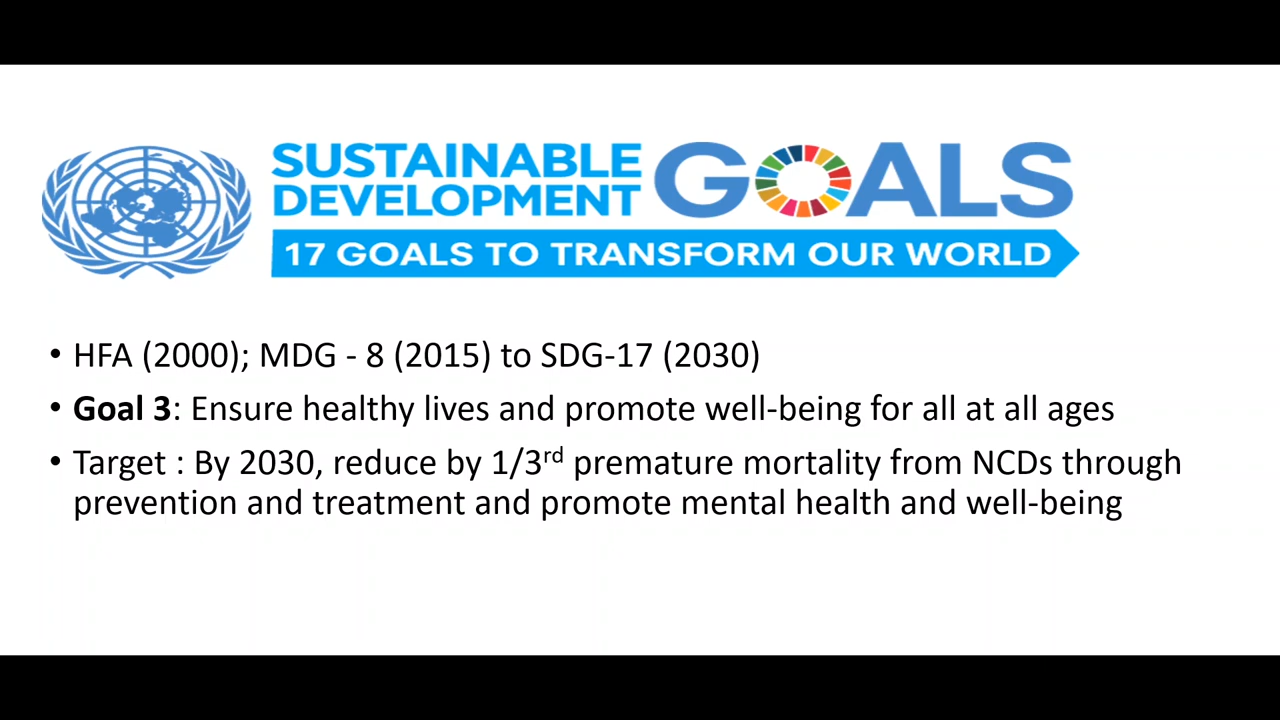 SUSTAINABLE
DEVELOPMENT GOALS
17 GOALS TO TRANSFORM OUR WORLD
• HFA (2000); MDG - 8 (2015) to SDG-17 (2030)
• Goal 3: Ensure healthy lives and promote well-being for all at all ages
• Target : By 2030, reduce by 1/3rd premature mortality from NCDs through
prevention and treatment and promote mental health and well-being